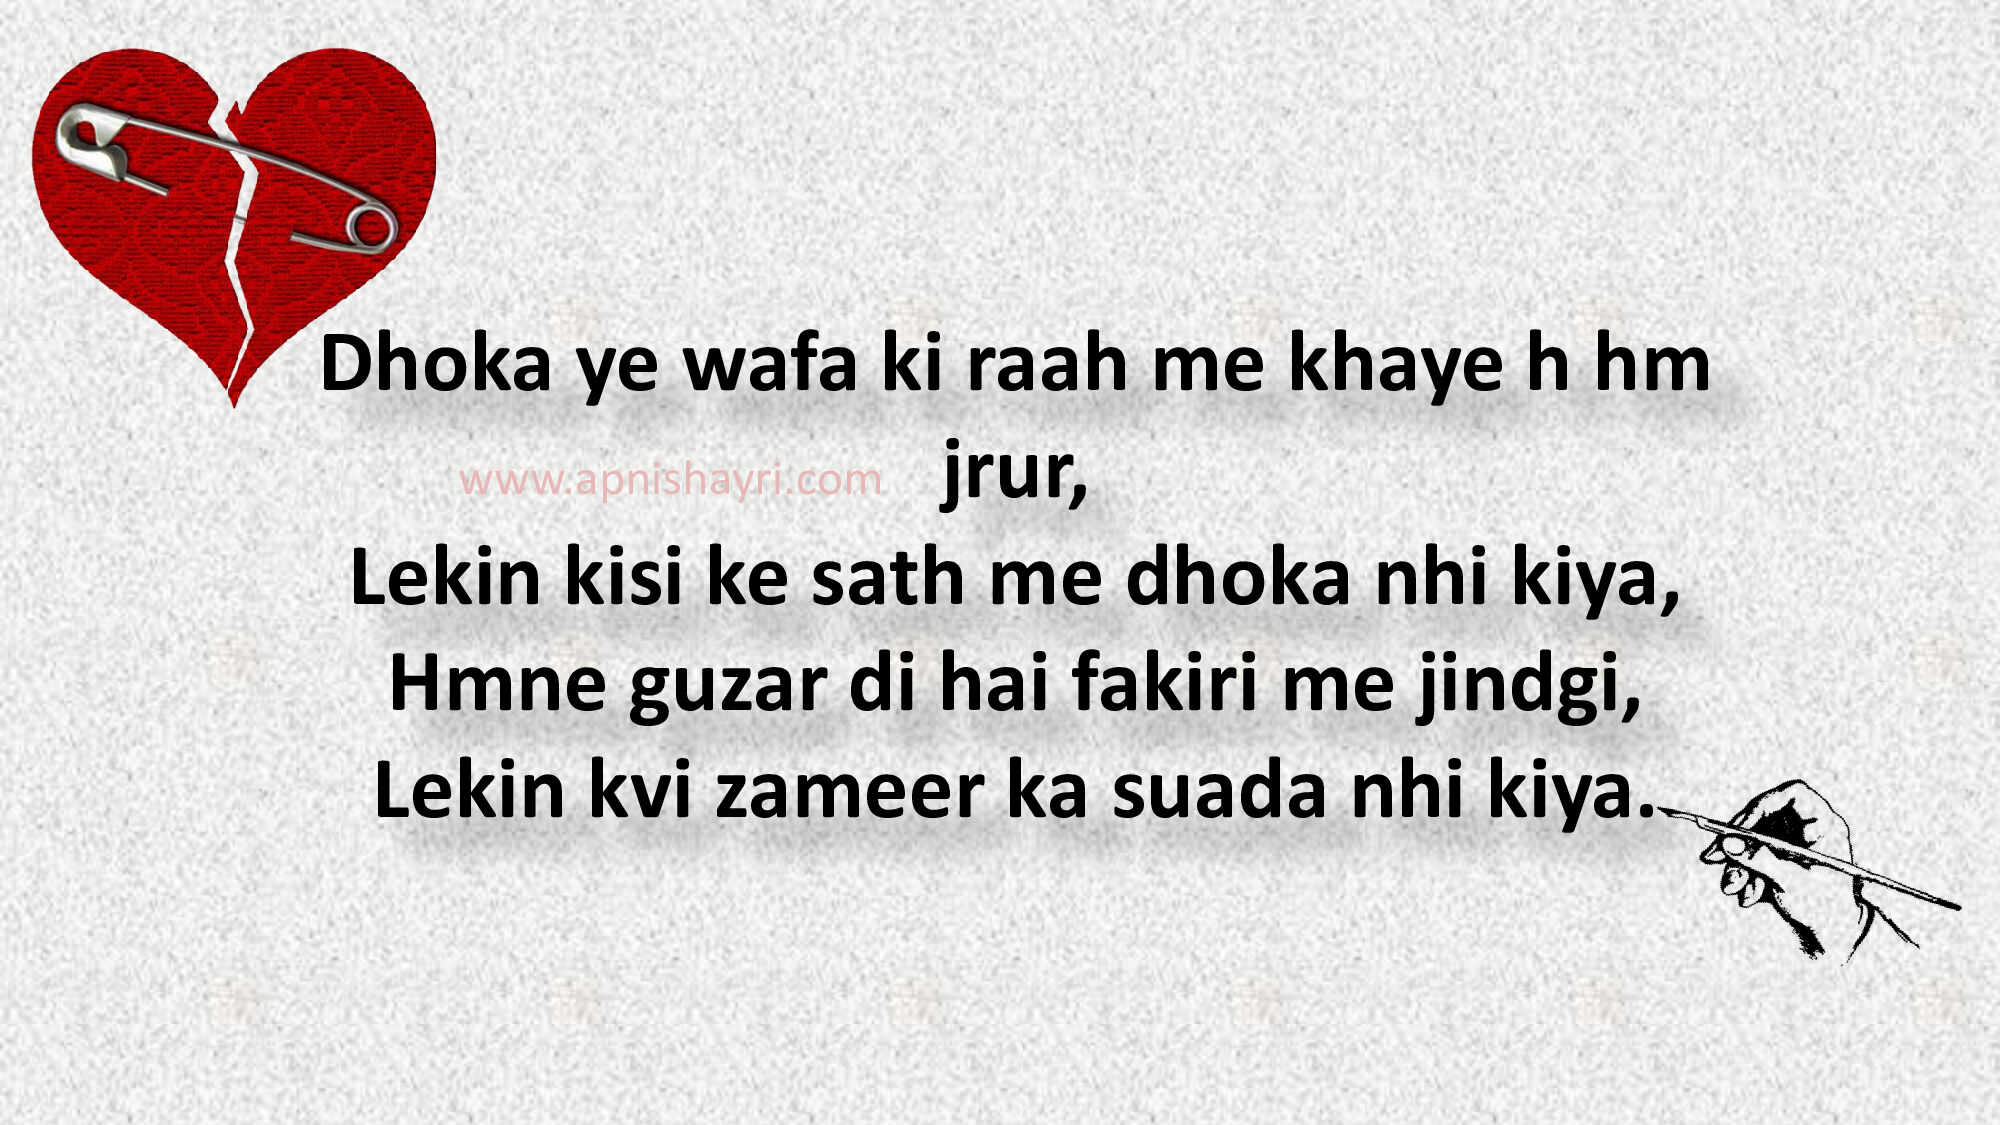 Dhoka ye wafa ki raah me khaye h hm
jrur,
www.apnishayri.com
Lekin kisi ke sath me dhoka nhi kiya,
Hmne guzar di hai fakiri me jindgi,
Lekin kvi zameer ka suada nhi kiya.